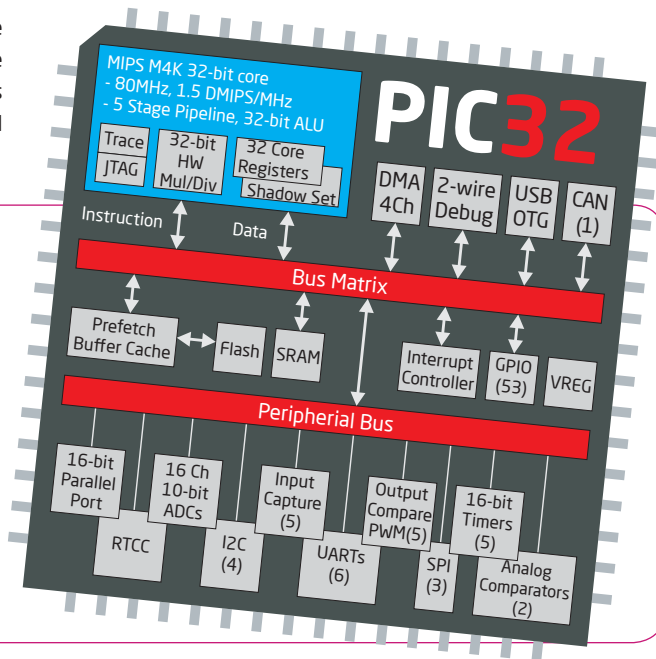 MIPS M4K 32-bit core
- 80MHz, 1.5 DMIPS/MHz
- 5 Stage Pipeline, 32-bit ALU
Trace
JTAG
32-bit
HW
Mul/Div
32 Core
Registers
Shadow Set
PIC32
DMA
4Ch
2-wire
Debug
USB
OTG
CAN
(1)
Instruction
Data
Bus Matrix
Prefetch
Buffer Cache
Flash
SRAM
Interrupt
Controller
GPIO
(53)
VREG
Peripherial Bus
16-bit
Parallel
Port
RTCC
16 Ch
10-bit
ADCs
I2C
(4)
Input
Capture
(5)
UARTs
(6)
Output
Compare
PWM(5)
SPI
(3)
16-bit
Timers
(5)
Analog
Comparators
(2)